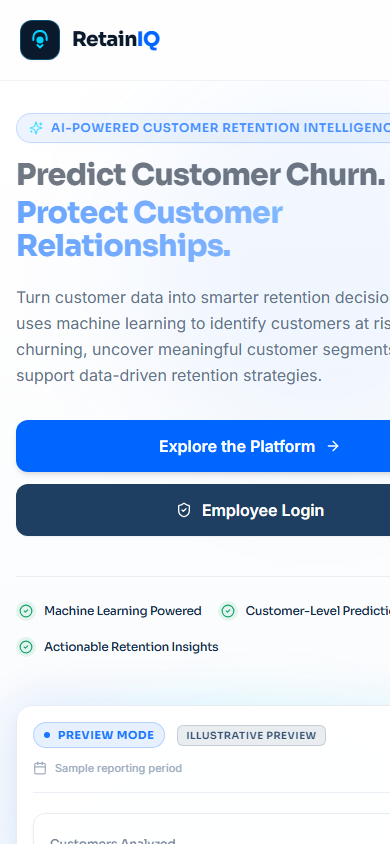 RetainIQ
AI-POWERED CUSTOMER RETENTION INTELLIGENC
Predict Customer Churn.
Protect Customer
Relationships.
Turn customer data into smarter retention decisio
uses machine learning to identify customers at ris
churning, uncover meaningful customer segments
support data-driven retention strategies.
Explore the Platform
Employee Login
Machine Learning Powered Customer-Level Predictio
Actionable Retention Insights
PREVIEW MODE ILLUSTRATIVE PREVIEW
Sample reporting period
Customers Analyzed